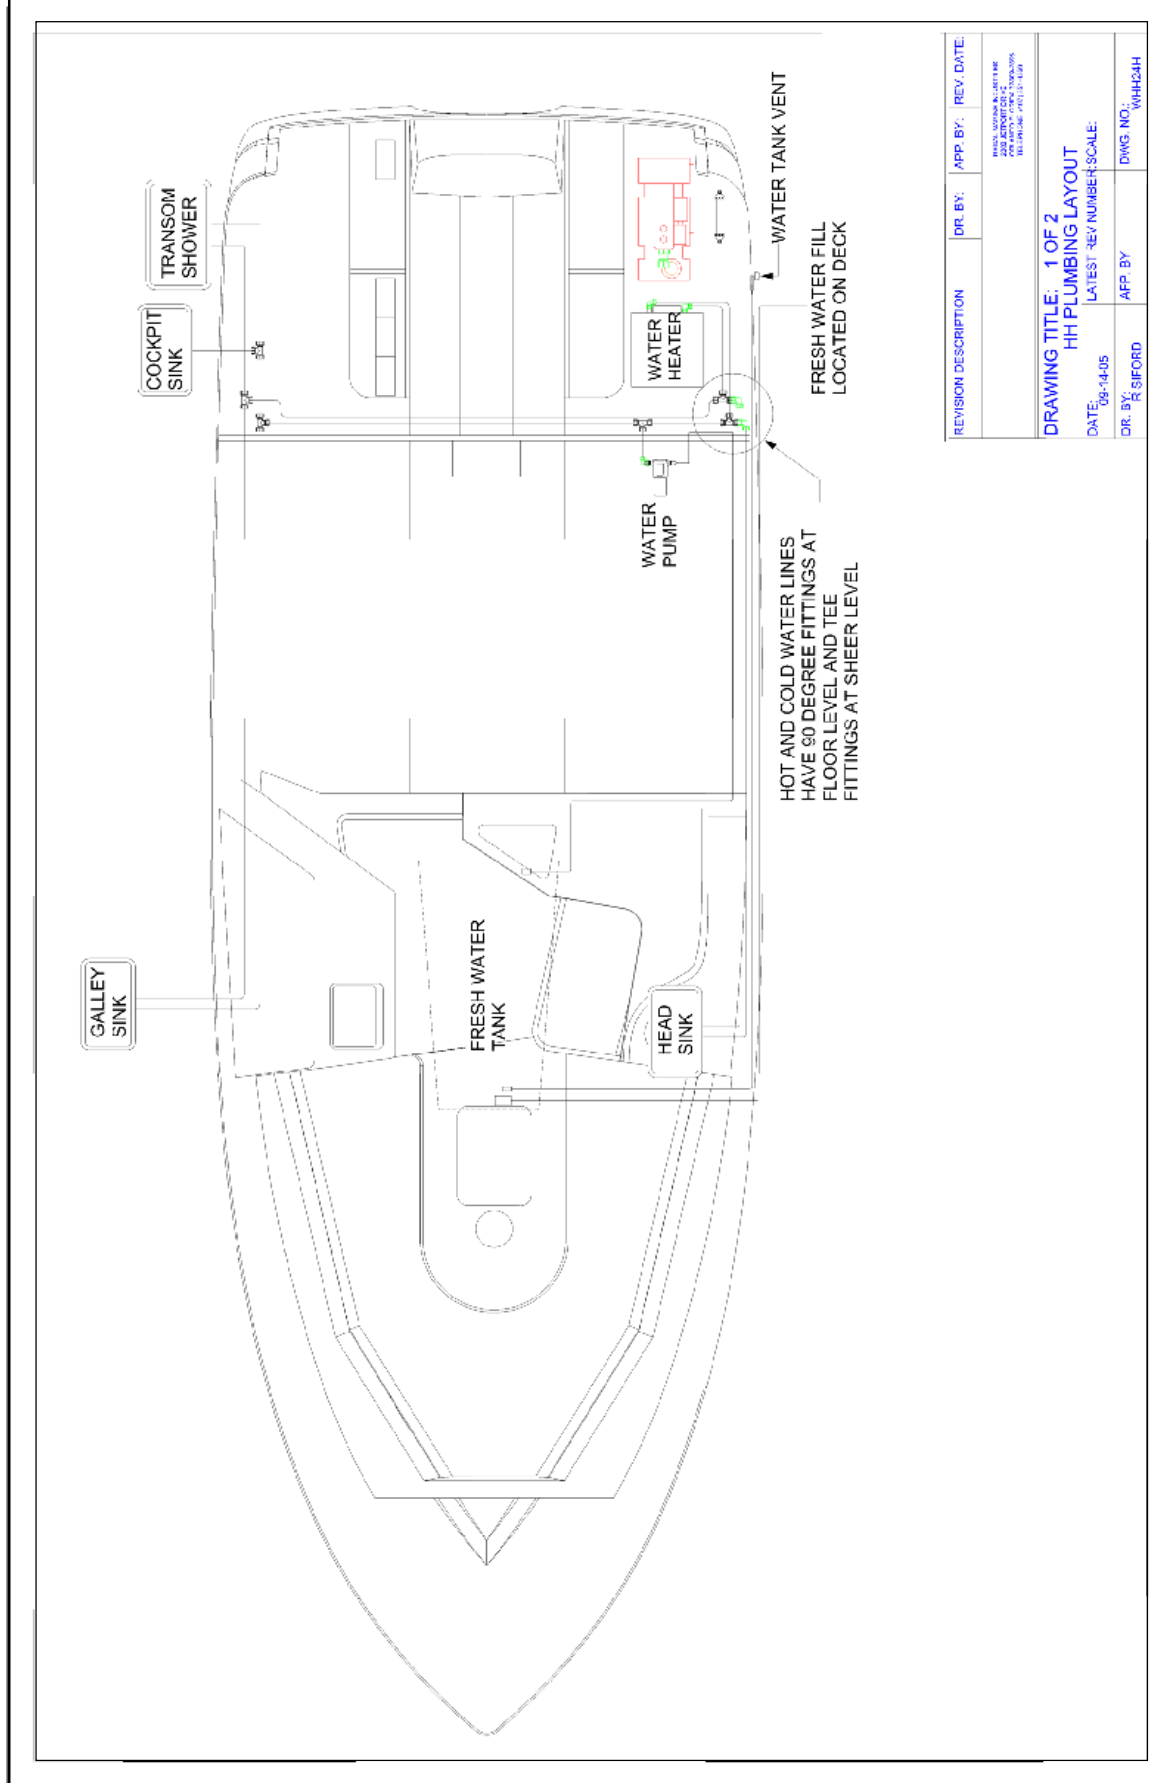 TRANSOM
SHOWER
COCKPIT
SINK
GALLEY
SINK
WATER TANK VENT
FRESH WATER FILL
LOCATED ON DECK
WATER
HEATER
WATER
PUMP
HOT AND COLD WATER LINES
HAVE 90 DEGREE FITTINGS AT
FLOOR LEVEL AND TEE
FITTINGS AT SHEER LEVEL
FRESH WATER
TANK
HEAD
SINK
REVISION DESCRIPTION DR. BY: APP. BY: REV. DATE:
DRAWING TITLE: 1 OF 2
HH PLUMBING LAYOUT
DATE: 09-14-05 LATEST REV NUMBER: SCALE:
DR. BY: R SIFORD APP. BY DWG. NO.: WHH24H